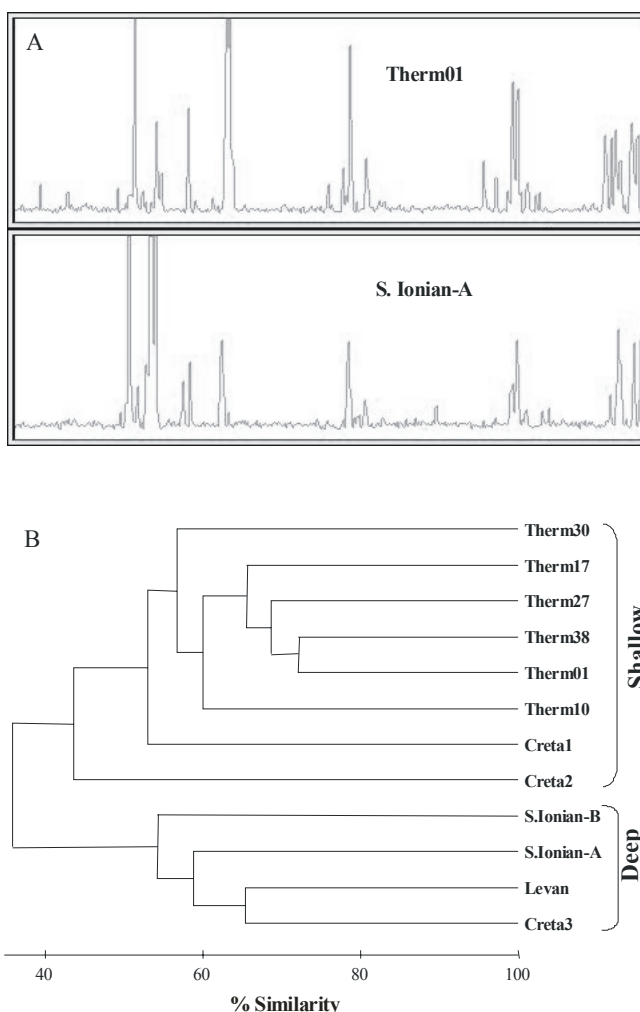 A
Therm01
S. Ionian-A
B
Therm30
Therm17
Therm27
Therm38
Therm01
Therm10
Creta1
Creta2
Shallow
S.Ionian-B
S.Ionian-A
Levan
Creta3
Deep
40 60 80 100
% Similarity